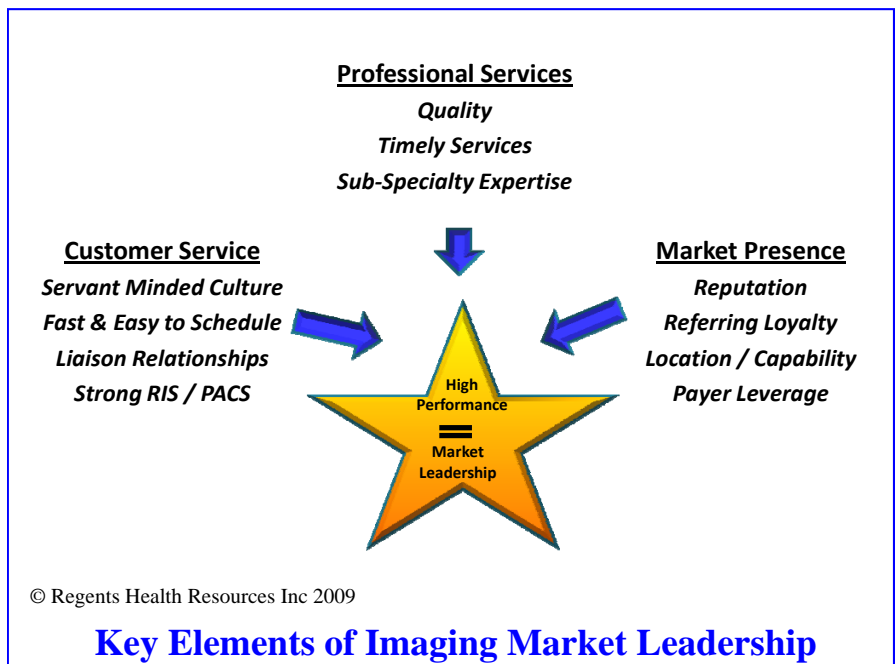 Professional Services
Quality
Timely Services
Sub-Specialty Expertise
Customer Service
Servant Minded Culture
Fast & Easy to Schedule
Liaison Relationships
Strong RIS / PACS
Market Presence
Reputation
Referring Loyalty
Location / Capability
Payer Leverage
High
Performance
=
Market
Leadership
© Regents Health Resources Inc 2009
Key Elements of Imaging Market Leadership